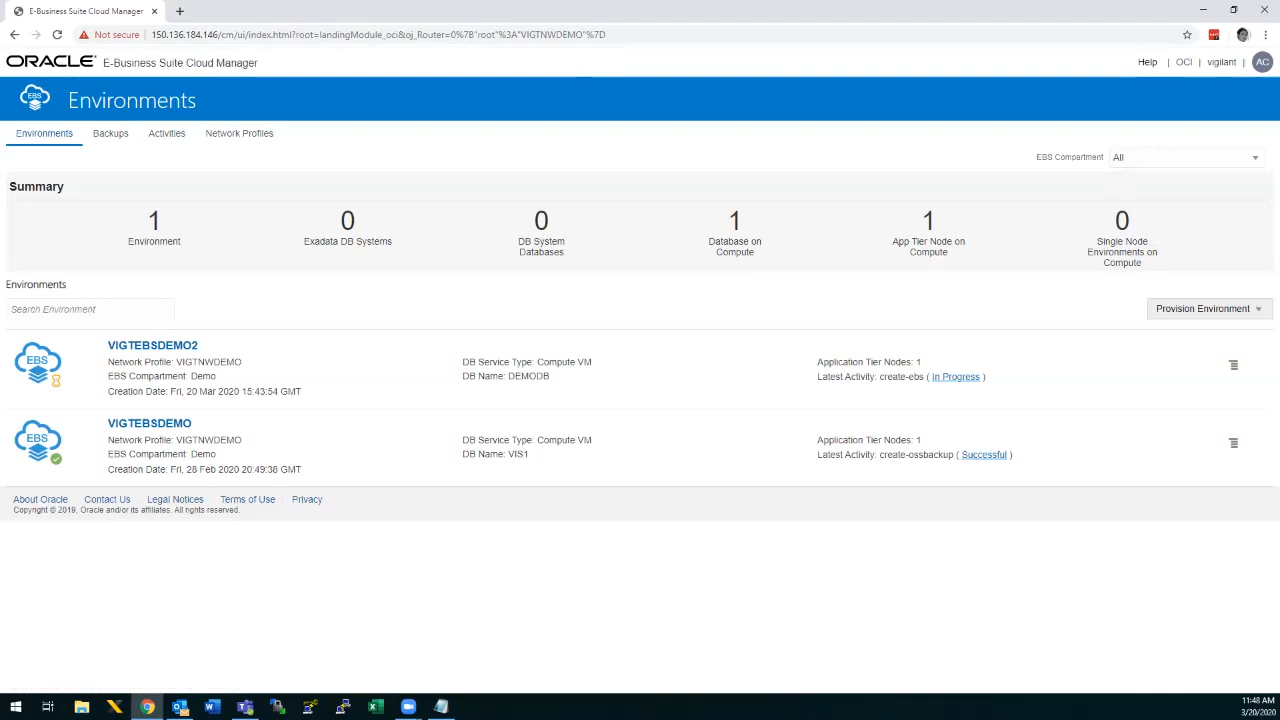 E-Business Suite Cloud Manager
Not secure
150.136.184.146/cm/ui/index.html?root=landingModule_oci&oj_Router=0%7B"root"%3A"VIGTNWDEMO"%7D
ORACLE E-Business Suite Cloud Manager
Help | OCI | vigilant | AC
EBS Environments
Environments Backups Activities Network Profiles
EBS Compartment All
Summary
1 0 0 1 1 0
Environment
Exadata DB Systems
DB System
Databases
Database on
Compute
App Tier Node on
Compute
Single Node
Environments on
Compute
Environments
Search Environment
Provision Environment
EBS
VIGTEBSDEMO2
Network Profile: VIGTNWDEMO
EBS Compartment: Demo
Creation Date: Fri, 20 Mar 2020 15:43:54 GMT
DB Service Type: Compute VM
DB Name: DEMODB
Application Tier Nodes: 1
Latest Activity: create-ebs ( In Progress )
EBS
VIGTEBSDEMO
Network Profile: VIGTNWDEMO
EBS Compartment: Demo
Creation Date: Fri, 28 Feb 2020 20:49:38 GMT
DB Service Type: Compute VM
DB Name: VIS1
Application Tier Nodes: 1
Latest Activity: create-ossbackup ( Successful )
About Oracle Contact Us Legal Notices Terms of Use Privacy
Copyright © 2019, Oracle and/or its affiliates. All rights reserved.
11:48 AM
3/20/2020